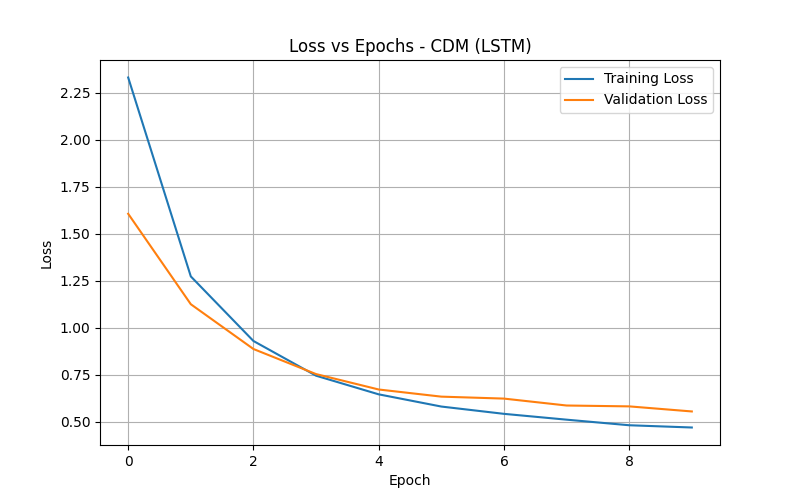 Loss vs Epochs - CDM (LSTM)
Training Loss
Validation Loss
2.25
2.00
1.75
1.50
1.25
1.00
0.75
0.50
Loss
0 2 4 6 8
Epoch